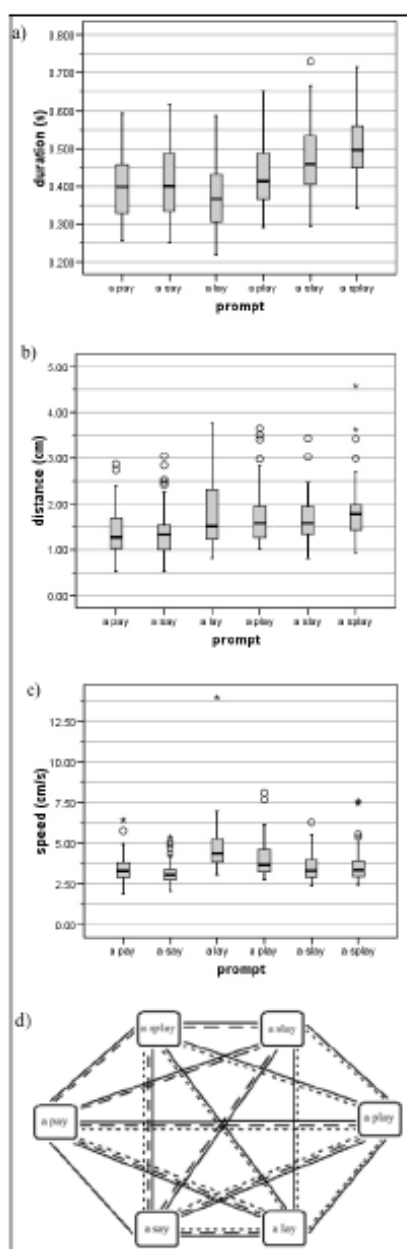 a)
0.800
0.700
0.600
0.500
0.400
0.300
0.200
duration (s)
a pay a say a lay a play a slay a splay
prompt
b)
5.00
4.00
3.00
2.00
1.00
0.00
distance (cm)
a pay a say a lay a play a slay a splay
prompt
c)
12.50
10.00
7.50
5.00
2.50
0.00
speed (cm/s)
a pay a say a lay a play a slay a splay
prompt
d)
a splay a slay
a pay a play
a say a lay